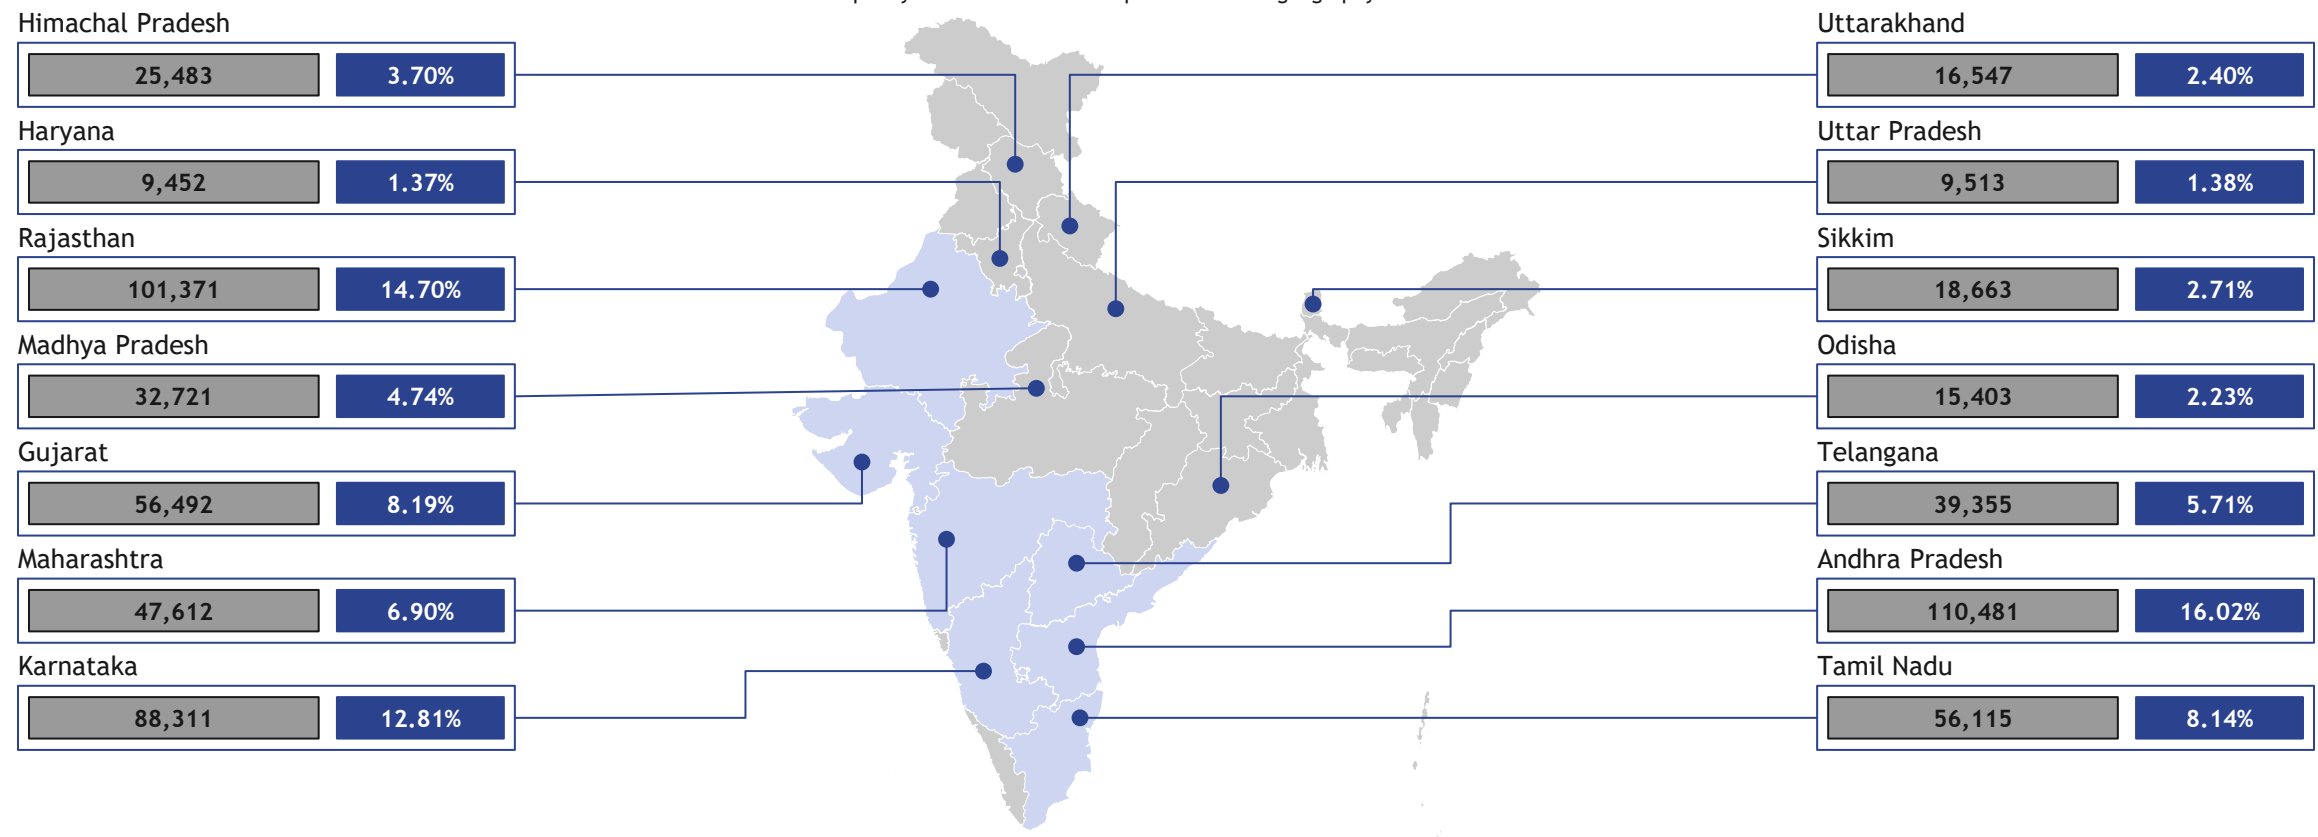 Himachal Pradesh
25,483 3.70%
Haryana
9,452 1.37%
Rajasthan
101,371 14.70%
Madhya Pradesh
32,721 4.74%
Gujarat
56,492 8.19%
Maharashtra
47,612 6.90%
Karnataka
88,311 12.81%
Uttarakhand
16,547 2.40%
Uttar Pradesh
9,513 1.38%
Sikkim
18,663 2.71%
Odisha
15,403 2.23%
Telangana
39,355 5.71%
Andhra Pradesh
110,481 16.02%
Tamil Nadu
56,115 8.14%